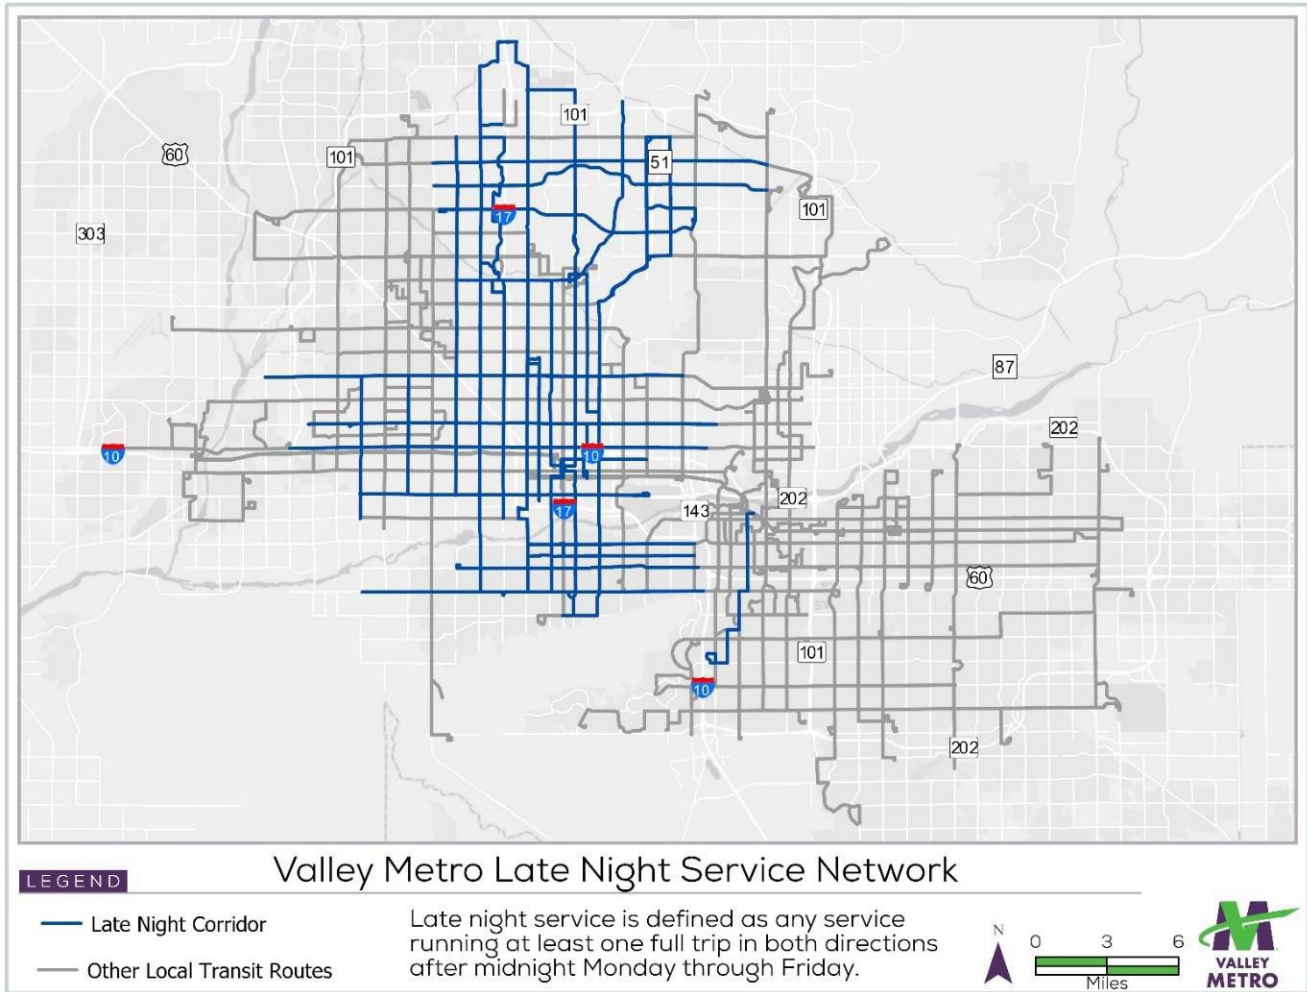 101
60
101
51
17
101
303
87
10
10
202
202
143
17
60
101
10
202
Valley Metro Late Night Service Network
LEGEND
Late Night Corridor
Other Local Transit Routes
Late night service is defined as any service
running at least one full trip in both directions
after midnight Monday through Friday.
N
0 3 6
Miles
VALLEY
METRO